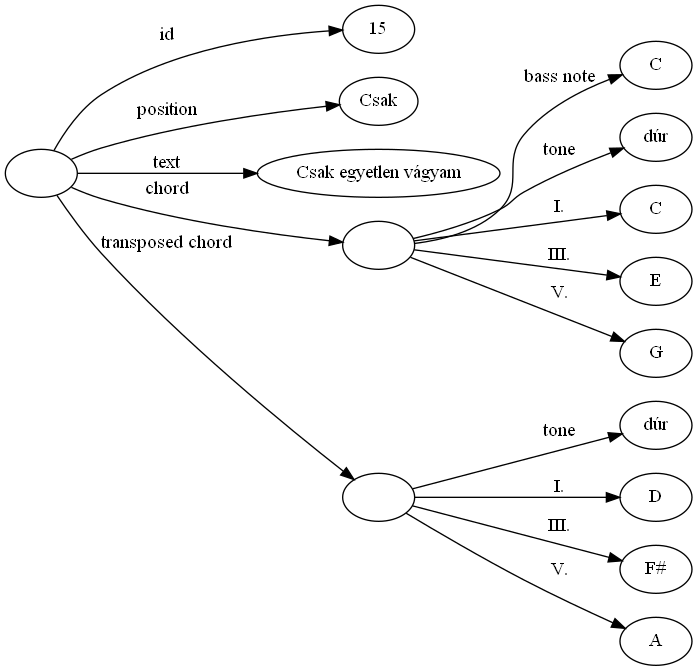 id
15
position
Csak
text
Csak egyetlen vágyam
chord
transposed chord
bass note
C
tone
dúr
I.
C
III.
E
V.
G
tone
dúr
I.
D
III.
F#
V.
A